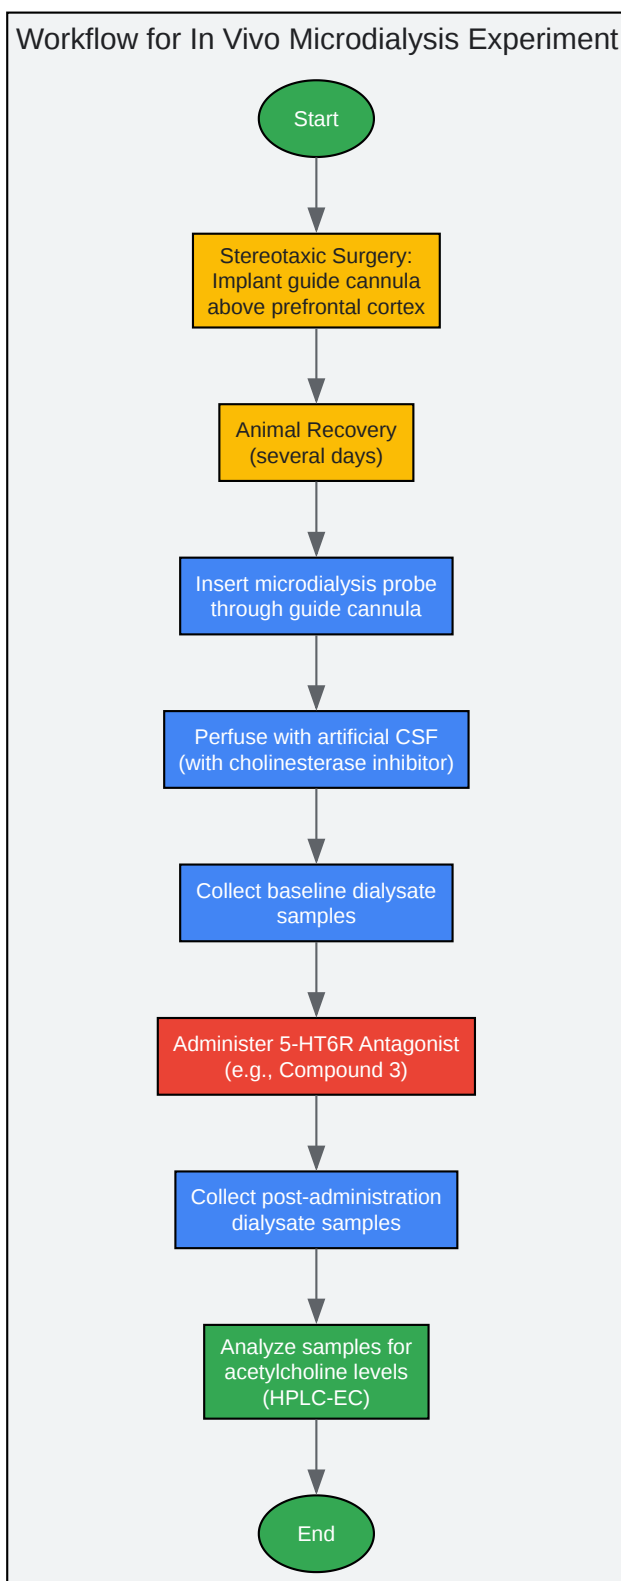 Workflow for In Vivo Microdialysis Experiment
Start
Stereotaxic Surgery:
Implant guide cannula
above prefrontal cortex
Animal Recovery
(several days)
Insert microdialysis probe
through guide cannula
Perfuse with artificial CSF
(with cholinesterase inhibitor)
Collect baseline dialysate
samples
Administer 5-HT6R Antagonist
(e.g., Compound 3)
Collect post-administration
dialysate samples
Analyze samples for
acetylcholine levels
(HPLC-EC)
End